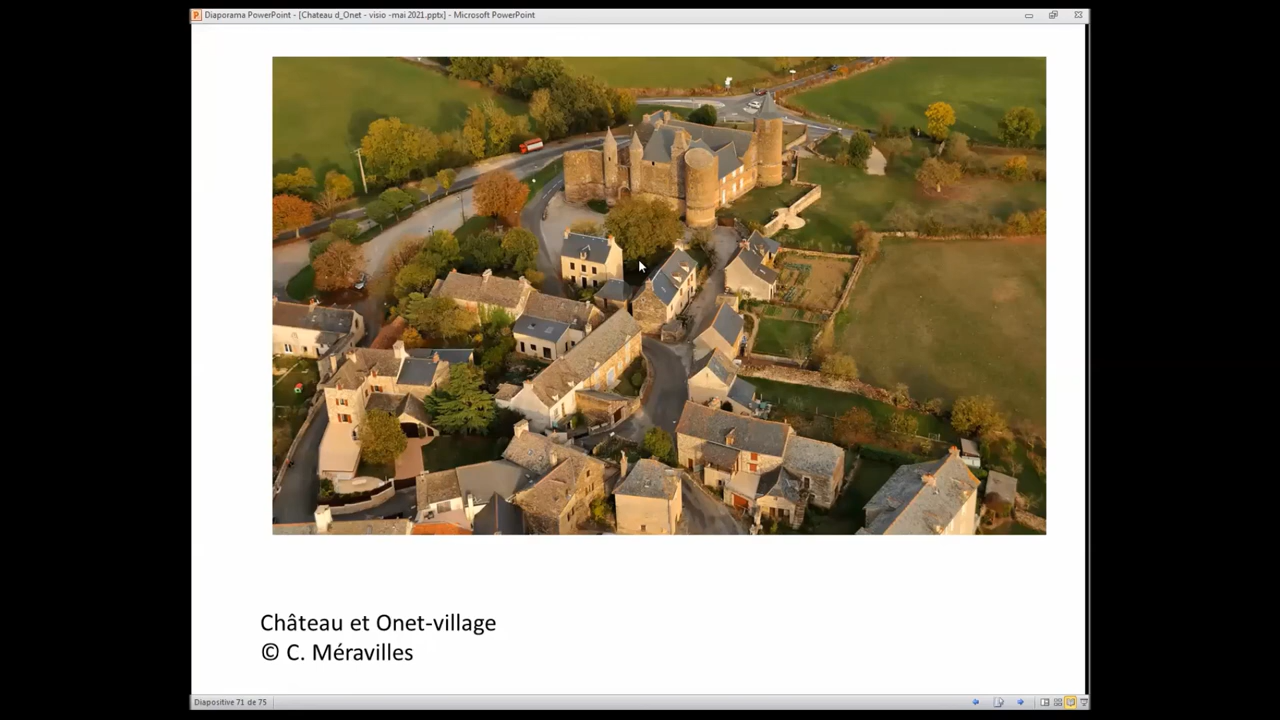 Diaporama PowerPoint - [Chateau d_Onet - visio -mai 2021.pptx] - Microsoft PowerPoint
Château et Onet-village
© C. Méravilles
Diapositive 71 de 75